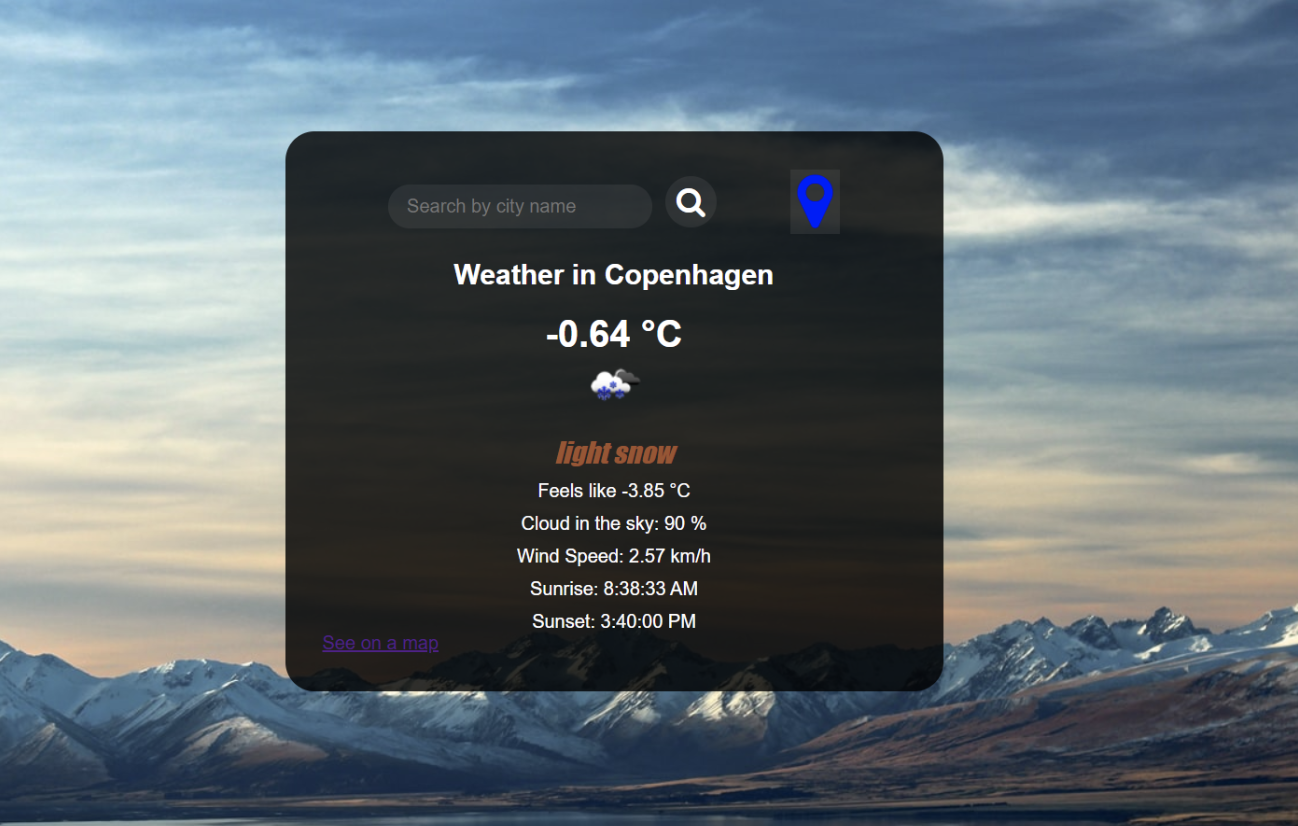 Search by city name
Weather in Copenhagen
-0.64 °C
light snow
Feels like -3.85 °C
Cloud in the sky: 90 %
Wind Speed: 2.57 km/h
Sunrise: 8:38:33 AM
Sunset: 3:40:00 PM
See on a map